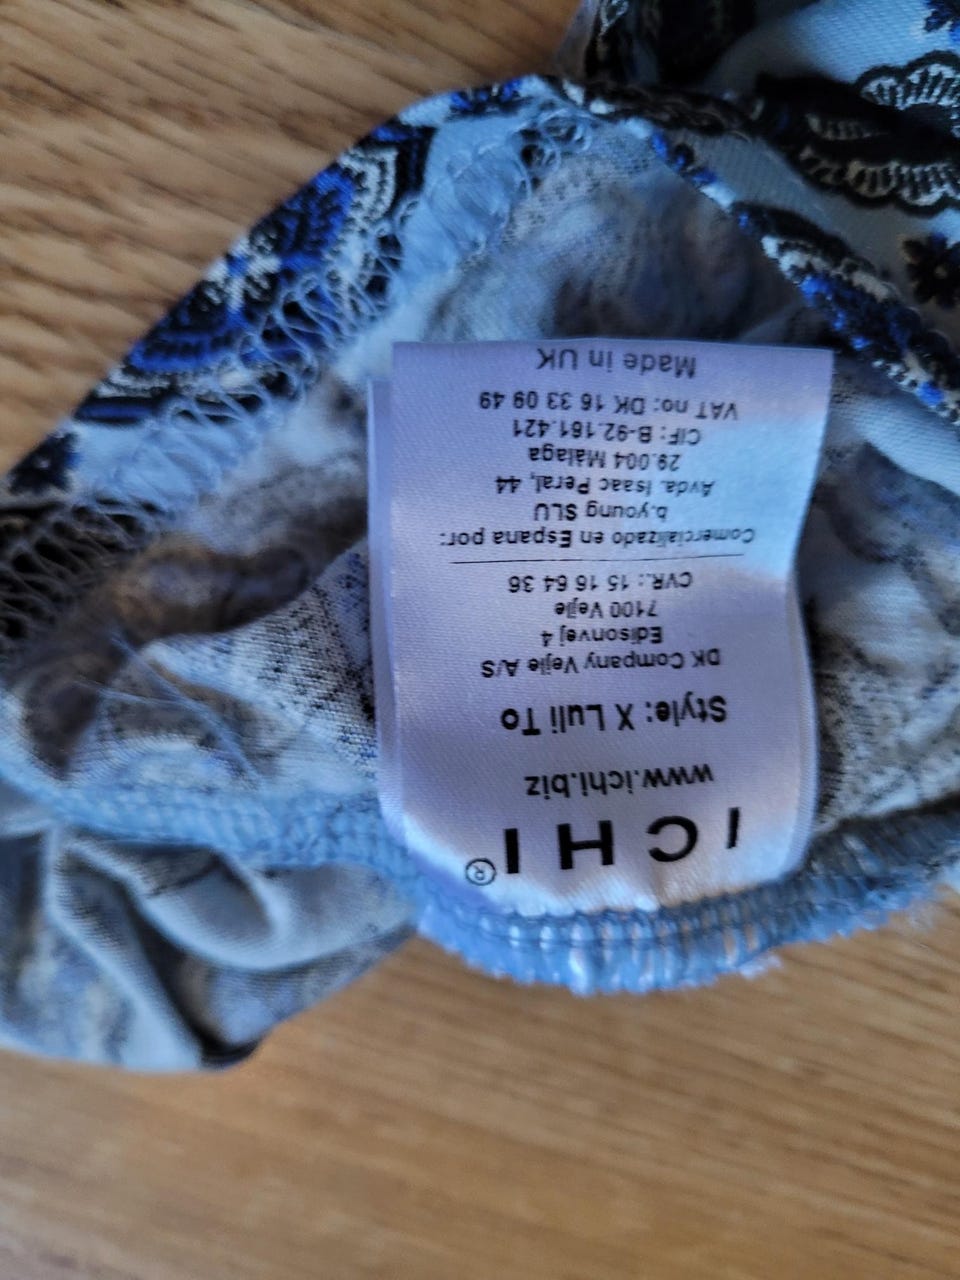 ICHI®
www.ichi.biz
Style: X Luli To
DK Company Vejle A/S
Edisonvej 4
7100 Vejle
CVR.: 15 16 64 36
Comercializado en Espana por:
b.young SLU
Avda. Isaac Peral, 44
29.004 Málaga
CIF: B-92.161.421
VAT no: DK 16 33 09 49
Made in UK